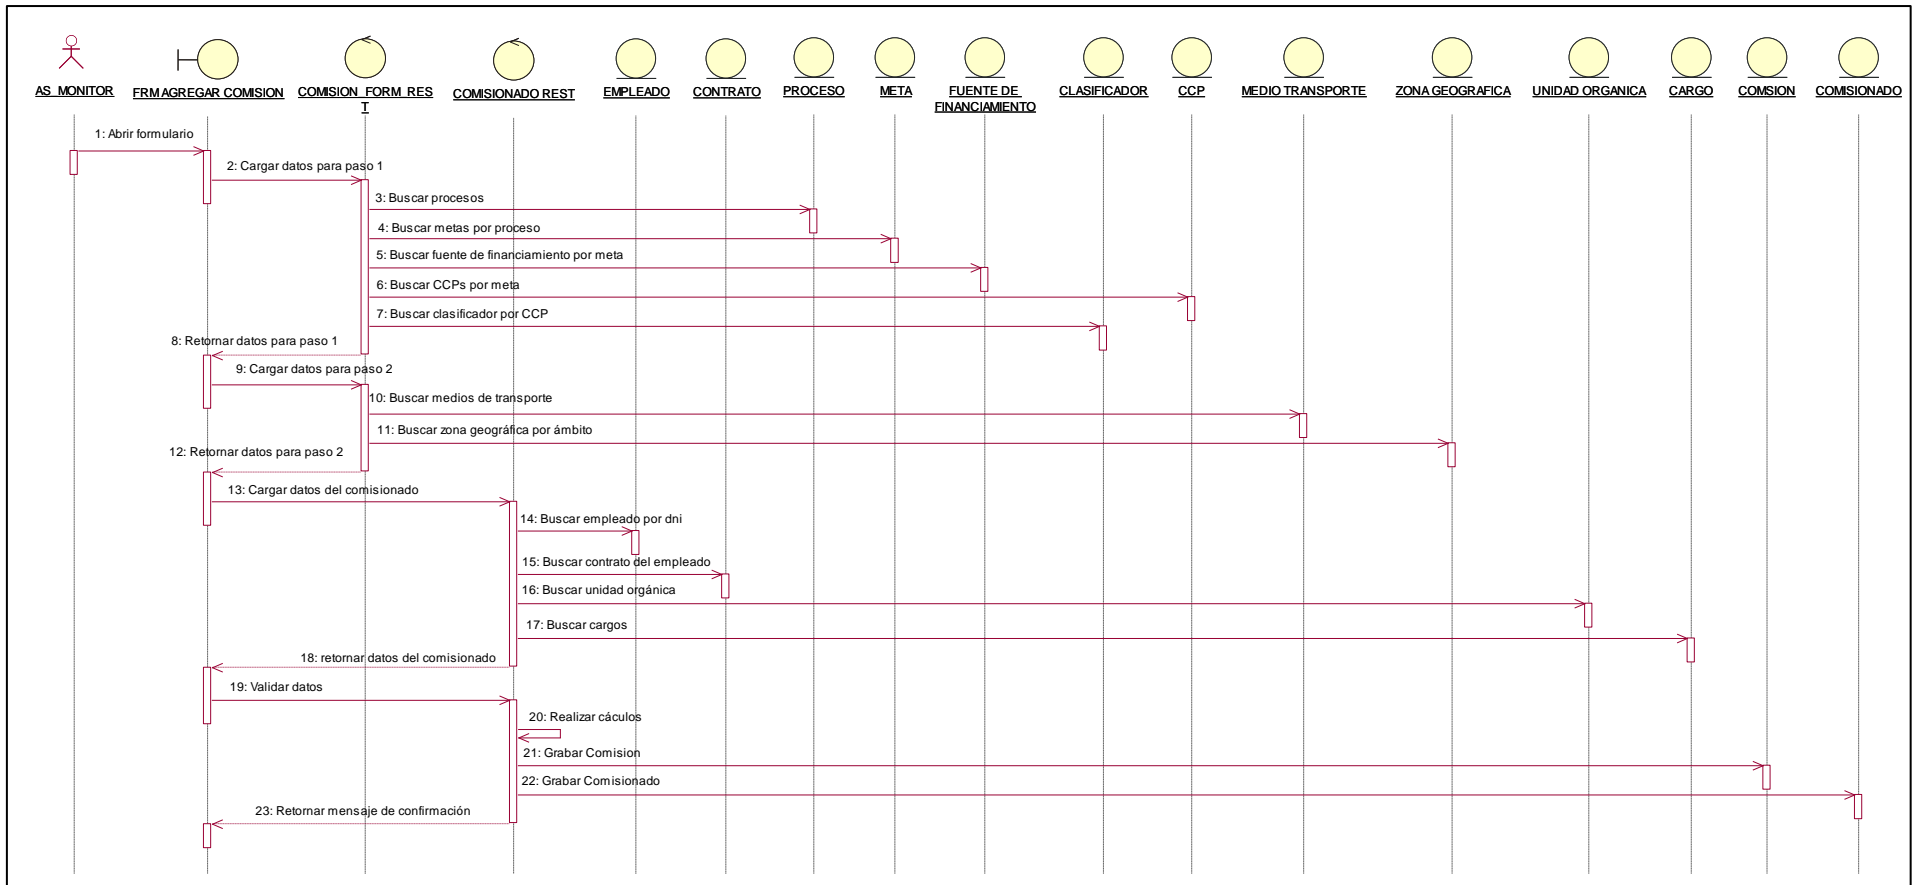 AS_MONITOR
FRM AGREGAR COMISION
COMISION_FORM_RES
T
COMISIONADO REST
EMPLEADO
CONTRATO
PROCESO
META
FUENTE DE
FINANCIAMIENTO
CLASIFICADOR
CCP
MEDIO TRANSPORTE
ZONA GEOGRAFICA
UNIDAD ORGANICA
CARGO
COMSION
COMISIONADO
1: Abrir formulario
2: Cargar datos para paso 1
3: Buscar procesos
4: Buscar metas por proceso
5: Buscar fuente de financiamiento por meta
6: Buscar CCPs por meta
7: Buscar clasificador por CCP
8: Retornar datos para paso 1
9: Cargar datos para paso 2
10: Buscar medios de transporte
11: Buscar zona geográfica por ámbito
12: Retornar datos para paso 2
13: Cargar datos del comisionado
14: Buscar empleado por dni
15: Buscar contrato del empleado
16: Buscar unidad orgánica
17: Buscar cargos
18: retornar datos del comisionado
19: Validar datos
20: Realizar cáculos
21: Grabar Comision
22: Grabar Comisionado
23: Retornar mensaje de confirmación